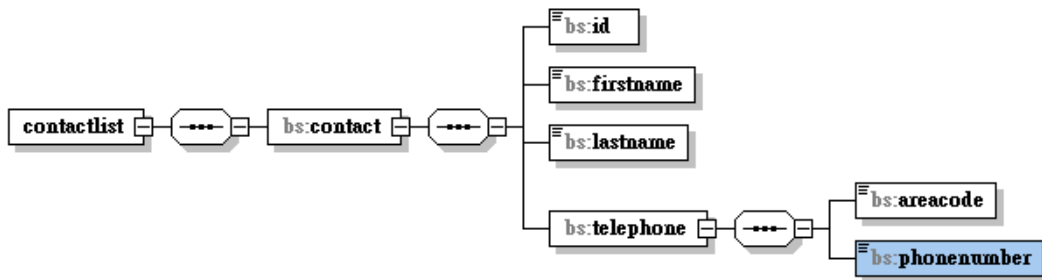 bs:id
bs:firstname
contactlist
bs:contact
bs:lastname
bs:telephone
bs:areacode
bs:phonenumber